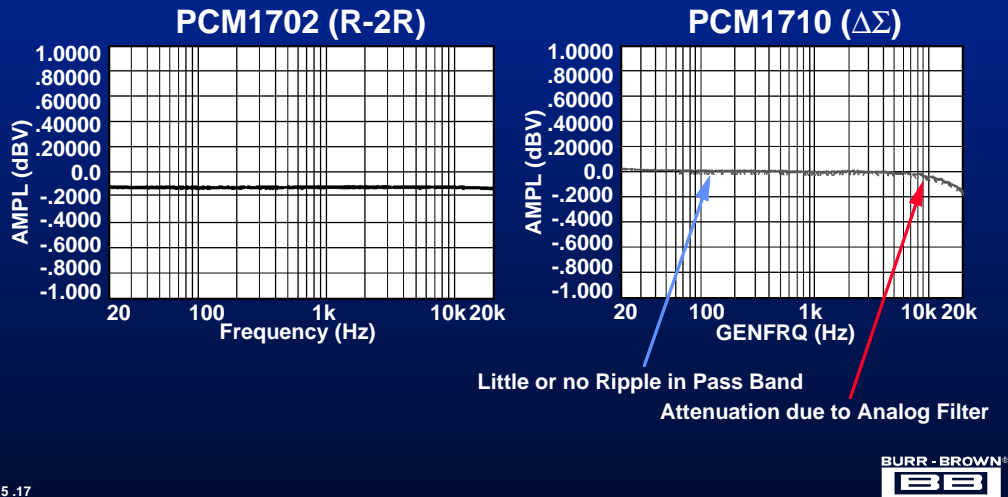 PCM1702 (R-2R)
1.0000
.80000
.60000
.40000
.20000
0.0
-.2000
-.4000
-.6000
-.8000
-1.000
AMPL (dBV)
20
100
1k
10k
20k
Frequency (Hz)
PCM1710 (ΔΣ)
1.0000
.80000
.60000
.40000
.20000
0.0
-.2000
-.4000
-.6000
-.8000
-1.000
AMPL (dBV)
20
100
1k
10k
20k
GENFRQ (Hz)
Little or no Ripple in Pass Band
Attenuation due to Analog Filter
BURR - BROWN®
BB
5 .17